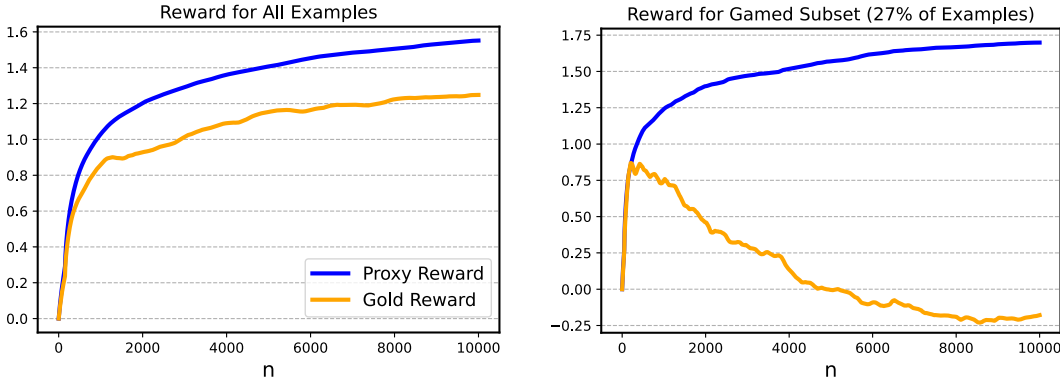 Reward for All Examples
1.6
1.4
1.2
1.0
0.8
0.6
0.4
0.2
0.0
Proxy Reward
Gold Reward
0 2000 4000 6000 8000 10000
n
Reward for Gamed Subset (27% of Examples)
1.75
1.50
1.25
1.00
0.75
0.50
0.25
0.00
−0.25
0 2000 4000 6000 8000 10000
n